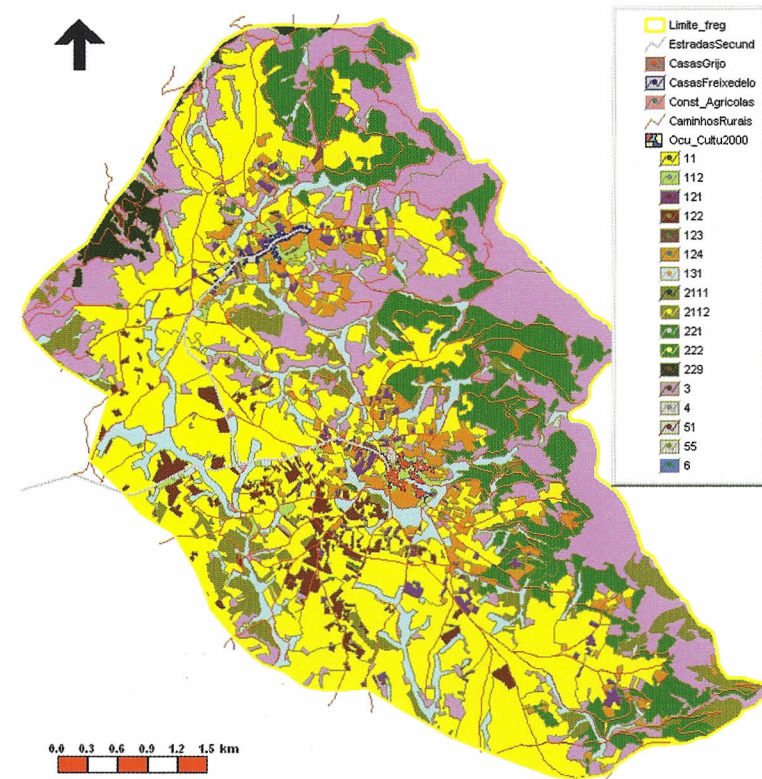 Limite_freg
EstradasSecund
CasasGrijo
CasasFreixedelo
Const_Agricolas
CaminhosRurais
Ocu_Cultu2000
11
112
121
122
123
124
131
2111
2112
221
222
229
3
4
51
55
6
0.0 0.3 0.6 0.9 1.2 1.5 km